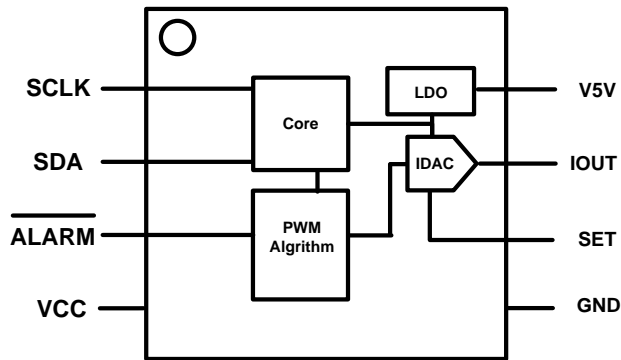 SCLK
SDA
ALARM
VCC
Core
PWM
Algrithm
LDO
IDAC
V5V
IOUT
SET
GND